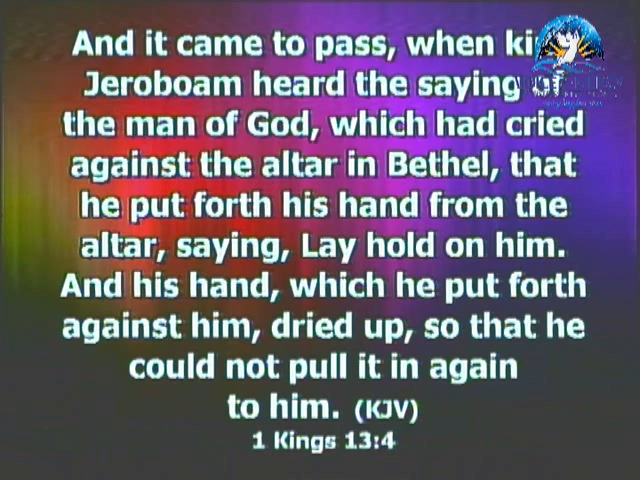 And it came to pass, when
Jeroboam heard the saying of
the man of God, which had cried
against the altar in Bethel, that
he put forth his hand from the
altar, saying, Lay hold on him.
And his hand, which he put forth
against him, dried up, so that he
could not pull it in again
to him. (KJV)
1 Kings 13:4